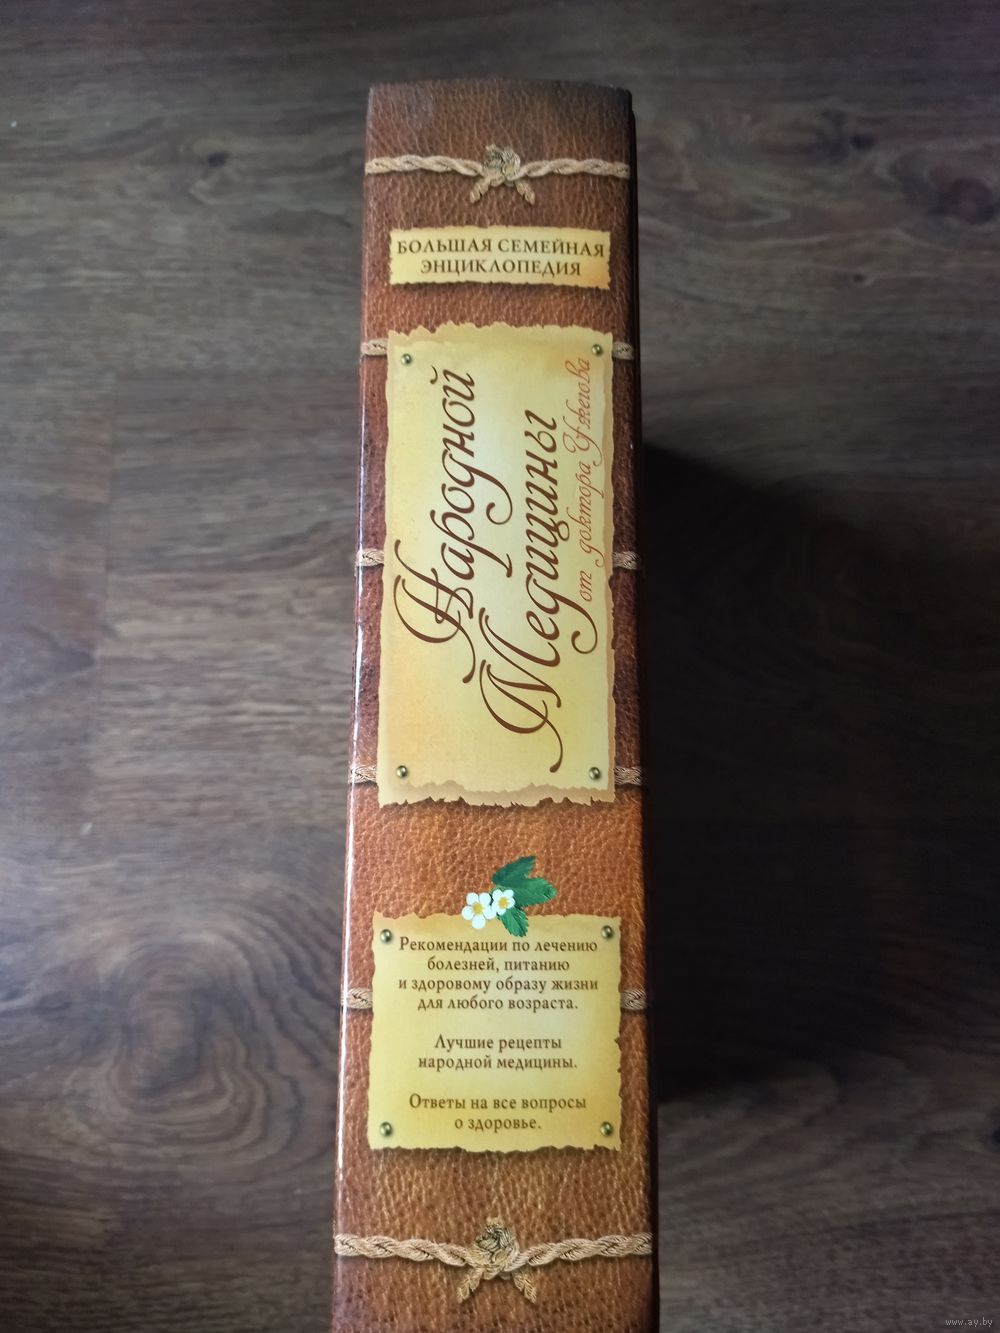 БОЛЬШАЯ СЕМЕЙНАЯ
ЭНЦИКЛОПЕДИЯ
Народной
Медицины
от доктора Ужегова
Рекомендации по лечению
болезней, питанию
и здоровому образу жизни
для любого возраста.
Лучшие рецепты
народной медицины.
Ответы на все вопросы
о здоровье.
www.ay.by